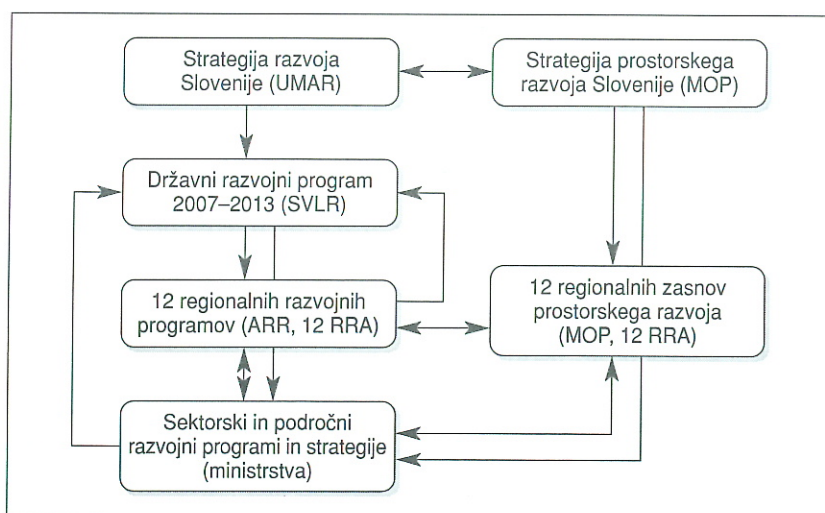 Strategija razvoja
Slovenije (UMAR)
Strategija prostorskega
razvoja Slovenije (MOP)
Državni razvojni program
2007–2013 (SVLR)
12 regionalnih razvojnih
programov (ARR, 12 RRA)
12 regionalnih zasnov
prostorskega razvoja
(MOP, 12 RRA)
Sektorski in področni
razvojni programi in strategije
(ministrstva)